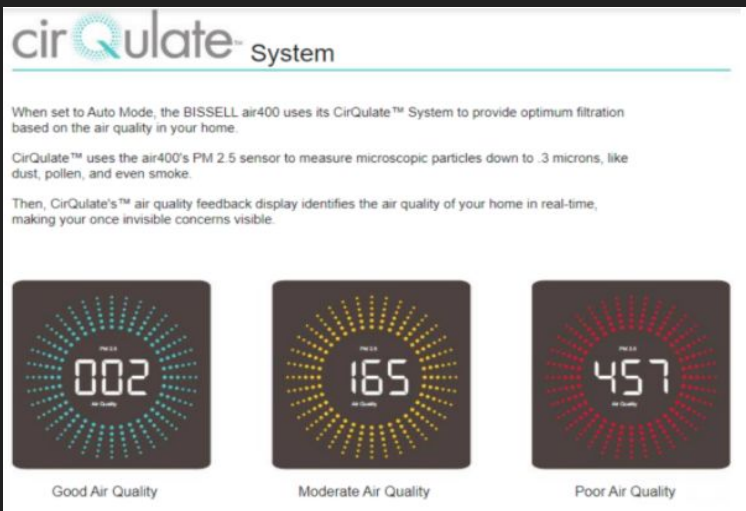 cirQulate™ System
When set to Auto Mode, the BISSELL air400 uses its CirQulate™ System to provide optimum filtration
based on the air quality in your home.
CirQulate™ uses the air400's PM 2.5 sensor to measure microscopic particles down to .3 microns, like
dust, pollen, and even smoke.
Then, CirQulate's™ air quality feedback display identifies the air quality of your home in real-time,
making your once invisible concerns visible.
PM 2.5
002
Air Quality
PM 2.5
165
Air Quality
PM 2.5
457
Air Quality
Good Air Quality
Moderate Air Quality
Poor Air Quality